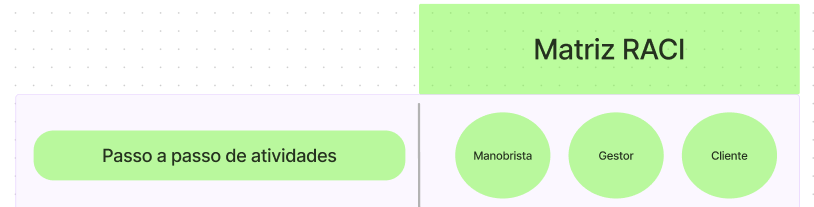 Matriz RACI
Passo a passo de atividades
Manobrista
Gestor
Cliente